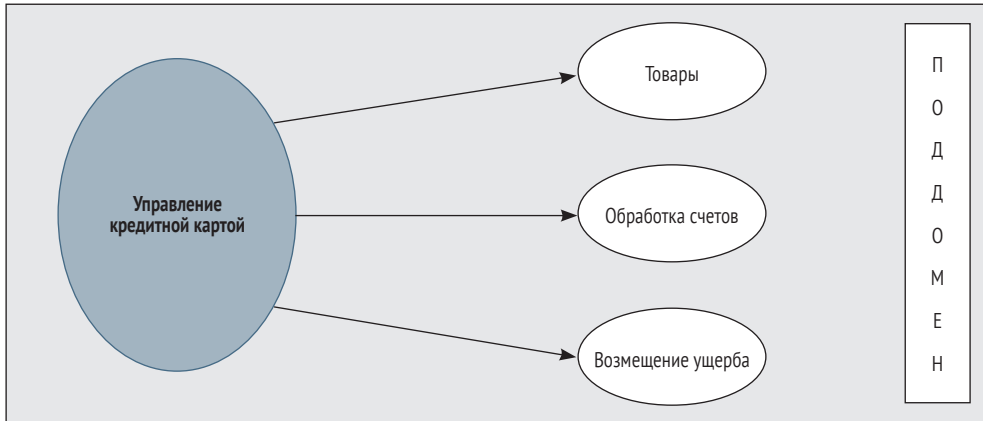 Товары
Управление
кредитной картой
Обработка счетов
Возмещение ущерба
П
О
Д
Д
О
М
Е
Н